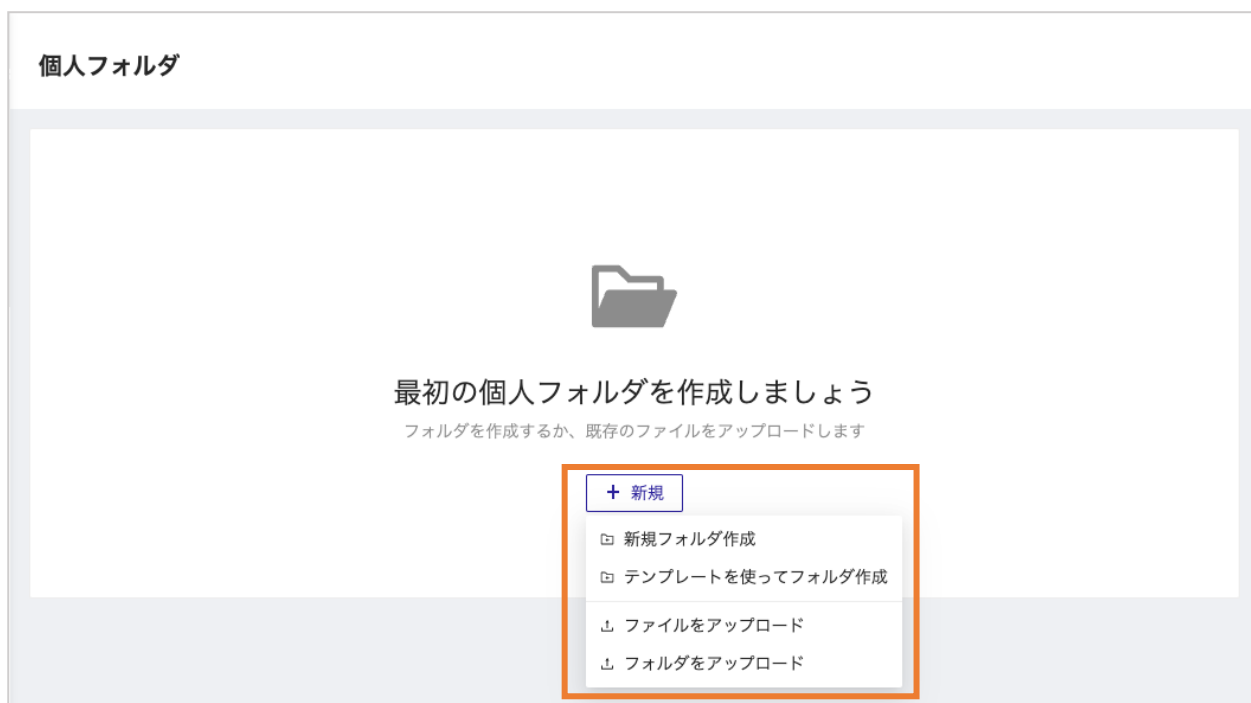 個人フォルダ
最初の個人フォルダを作成しましょう
フォルダを作成するか、既存のファイルをアップロードします
+ 新規
新規フォルダ作成
テンプレートを使ってフォルダ作成
ファイルをアップロード
フォルダをアップロード